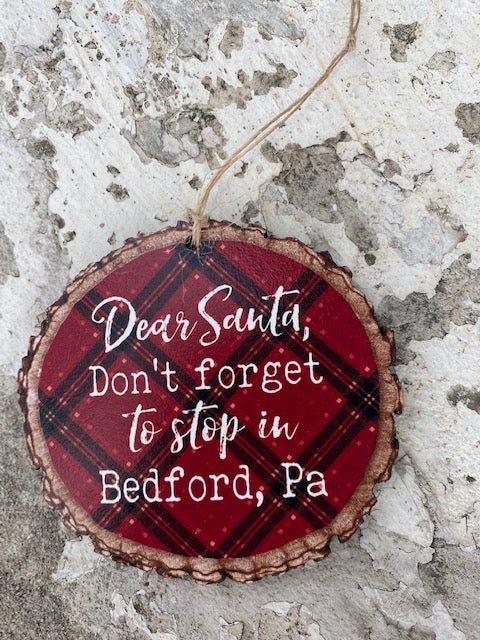 Dear Santa,
Don't forget
to stop in
Bedford, Pa